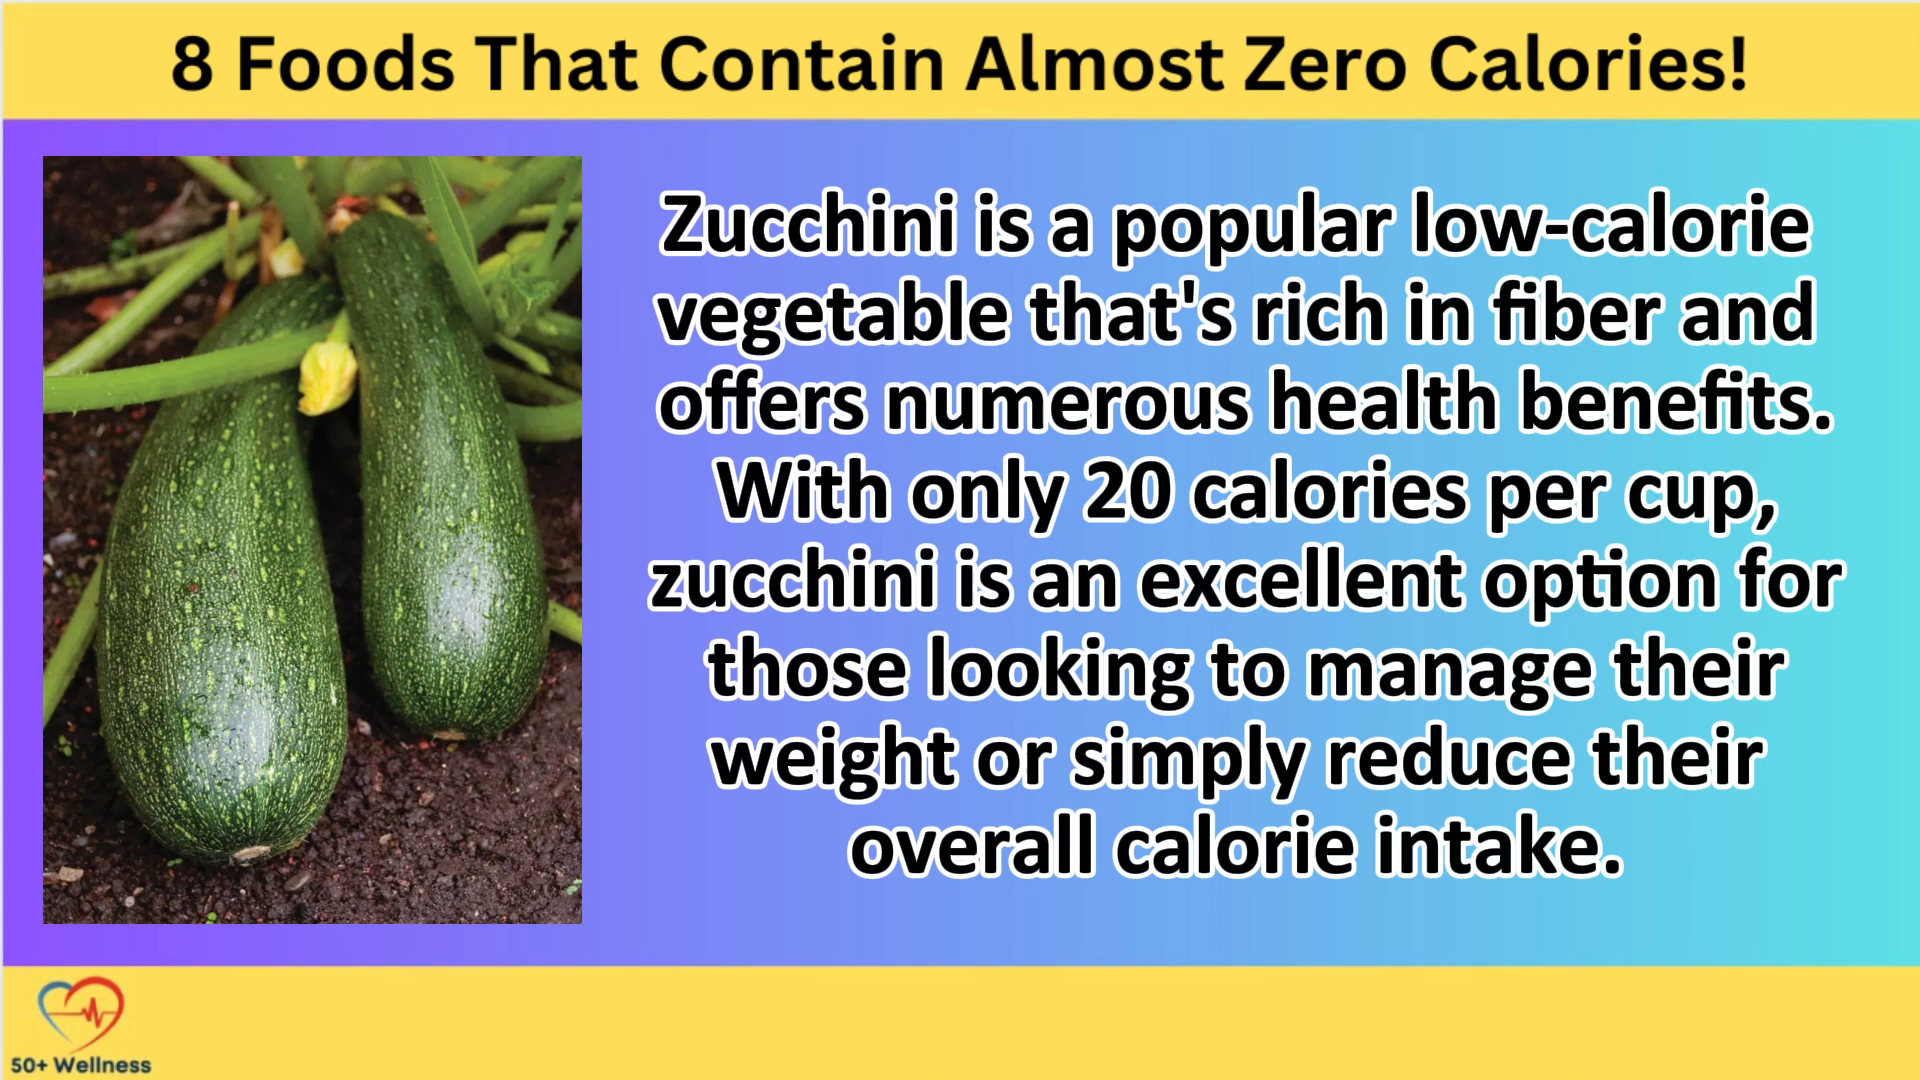 8 Foods That Contain Almost Zero Calories!
Zucchini is a popular low-calorie
vegetable that's rich in fiber and
offers numerous health benefits.
With only 20 calories per cup,
zucchini is an excellent option for
those looking to manage their
weight or simply reduce their
overall calorie intake.
50+ Wellness